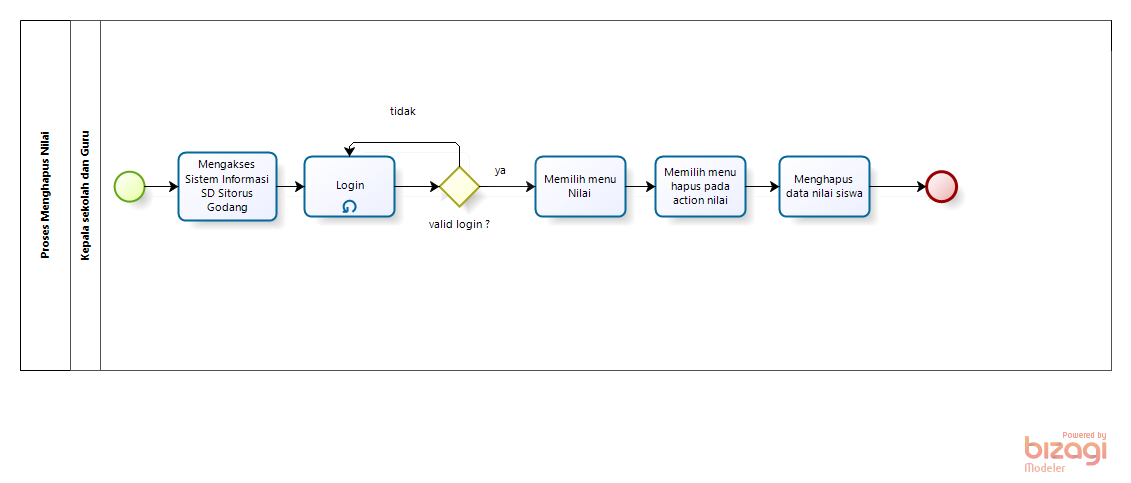 Proses Menghapus Nilai
Kepala sekolah dan Guru
Mengakses
Sistem Informasi
SD Sitorus
Godang
Login
tidak
valid login ?
ya
Memilih menu
Nilai
Memilih menu
hapus pada
action nilai
Menghapus
data nilai siswa
Powered by
bizagi
Modeler